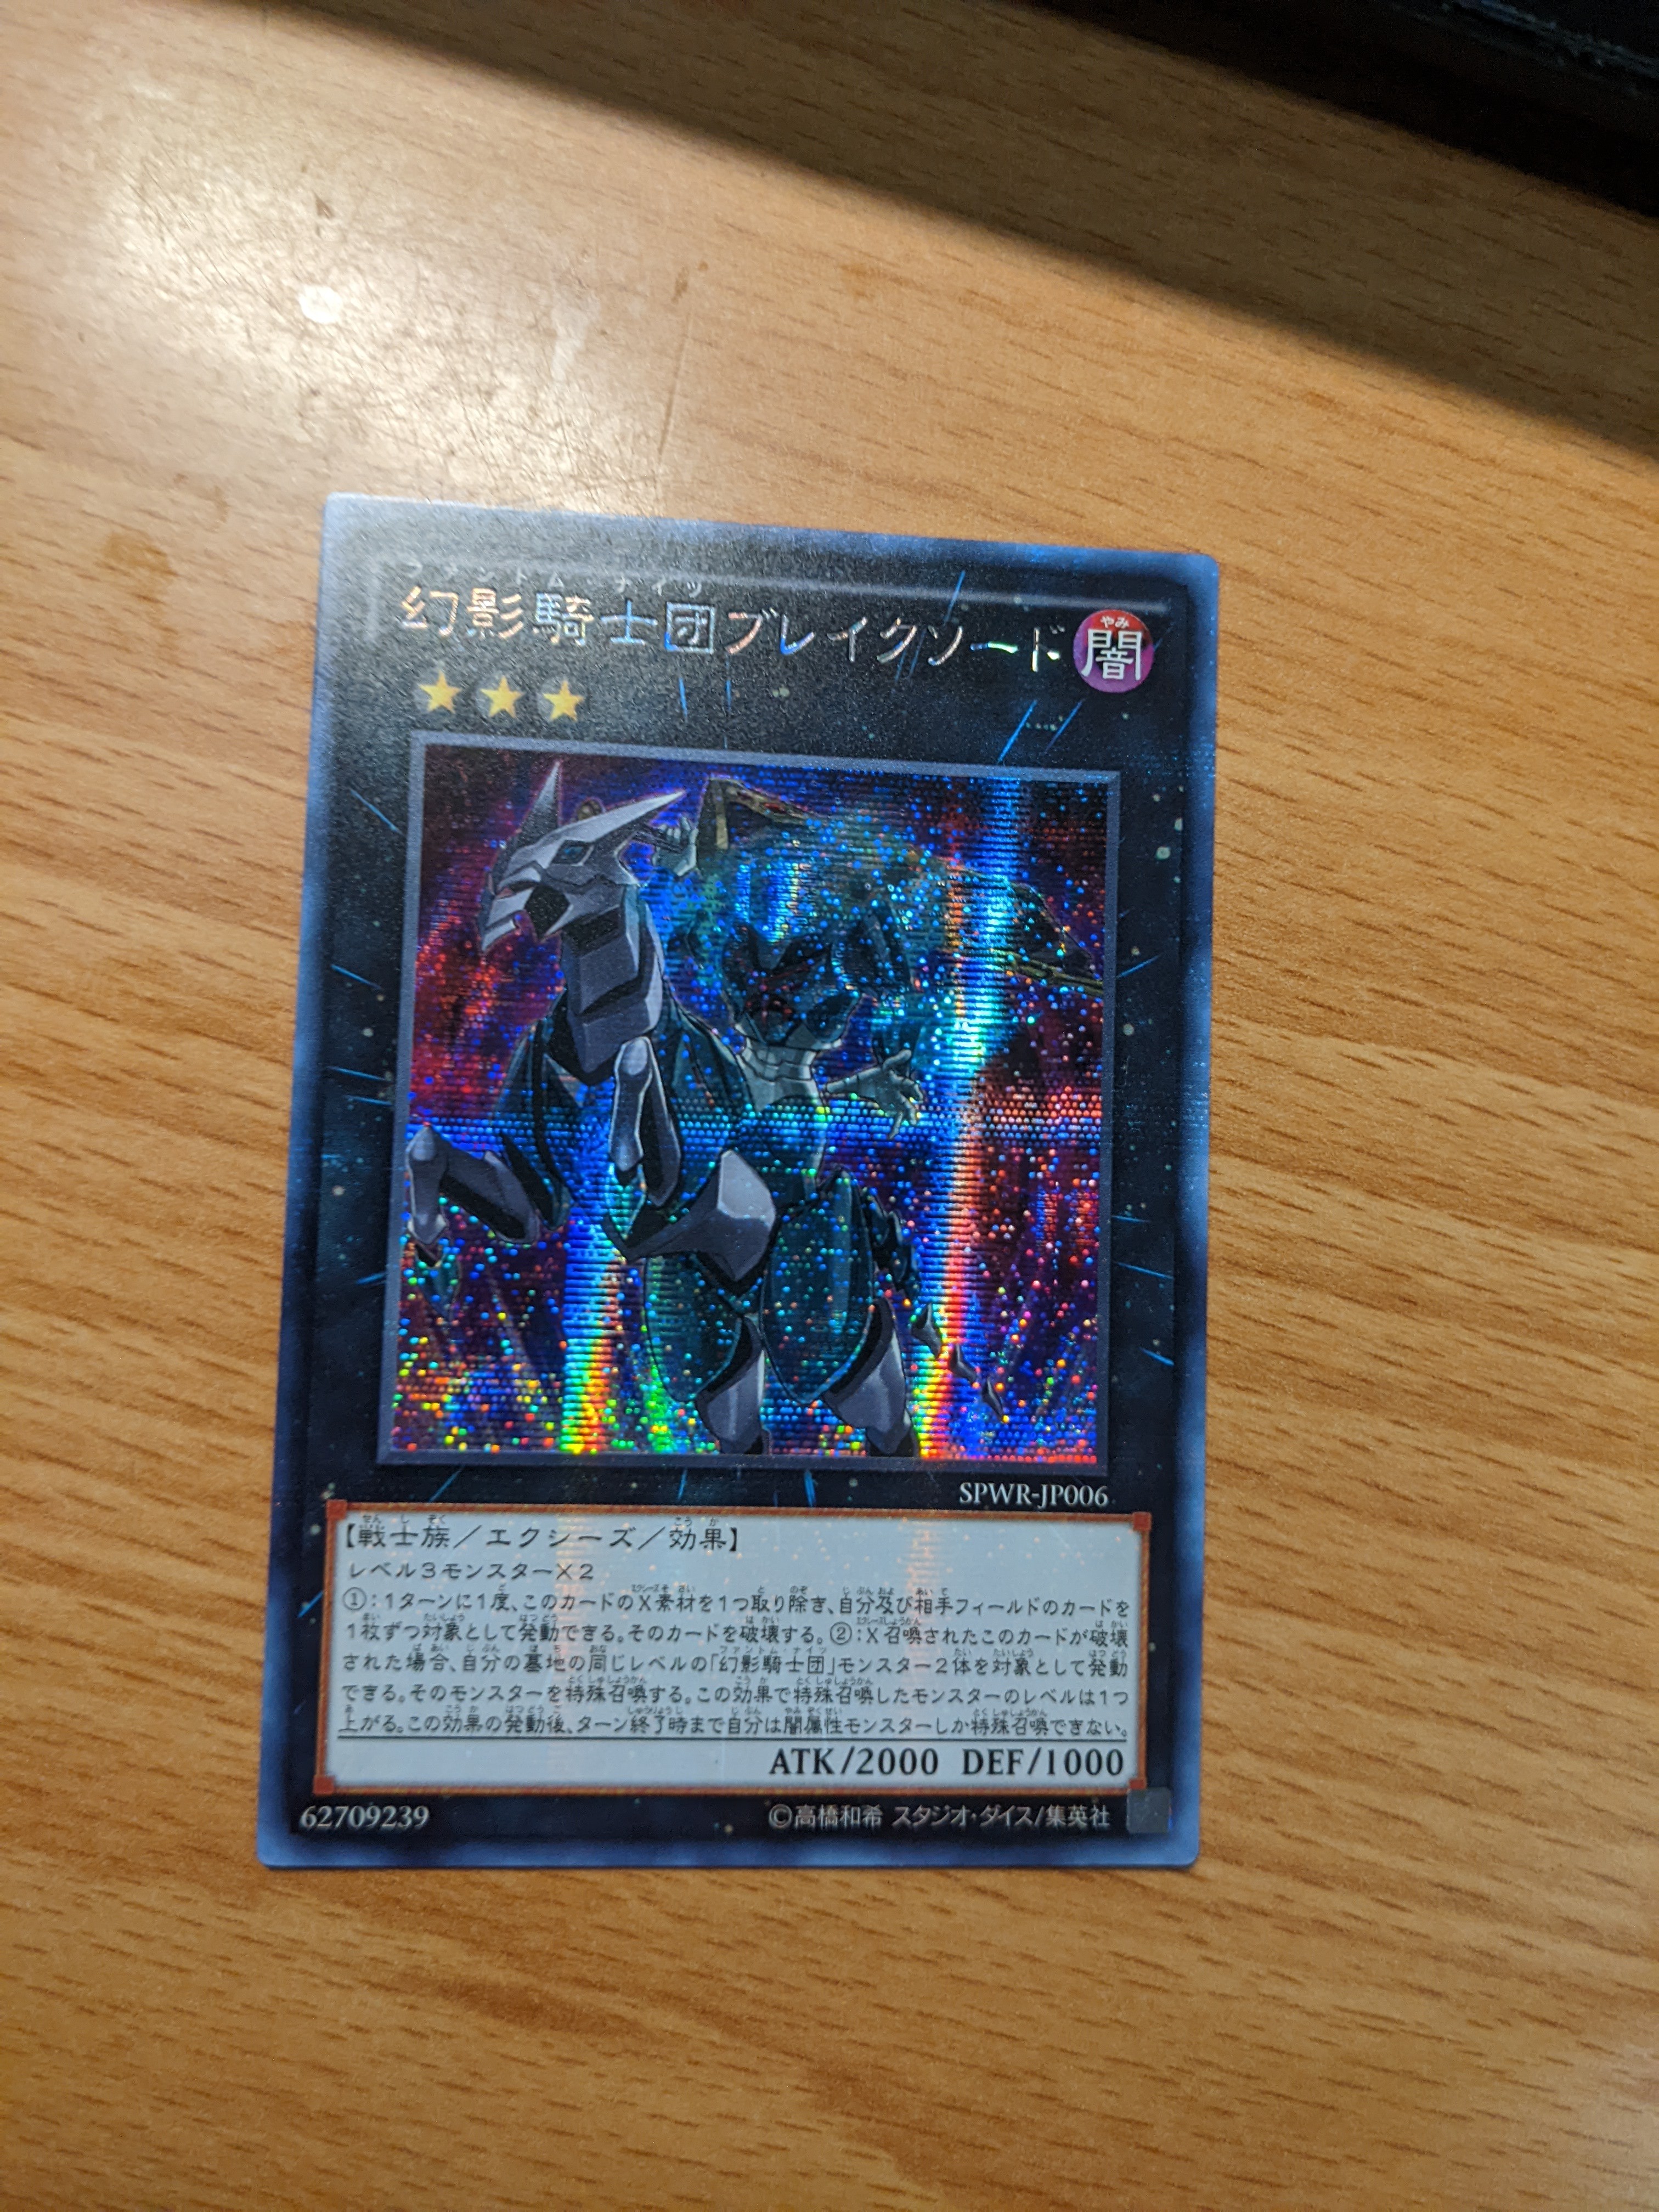 幻影騎士団ブレイクソード
闇
SPWR-JP006
【戦士族／エクシーズ／効果】
レベル３モンスター×２
①：１ターンに１度、このカードのX素材を１つ取り除き、自分及び相手フィールドのカードを
１枚ずつ対象として発動できる。そのカードを破壊する。②：X召喚されたこのカードが破壊
された場合、自分の墓地の同じレベルの「幻影騎士団」モンスター２体を対象として発動
できる。そのモンスターを特殊召喚する。この効果で特殊召喚したモンスターのレベルは１つ
上がる。この効果の発動後、ターン終了時まで自分は闇属性モンスターしか特殊召喚できない。
ATK/2000 DEF/1000
62709239 ©高橋和希 スタジオ・ダイス/集英社